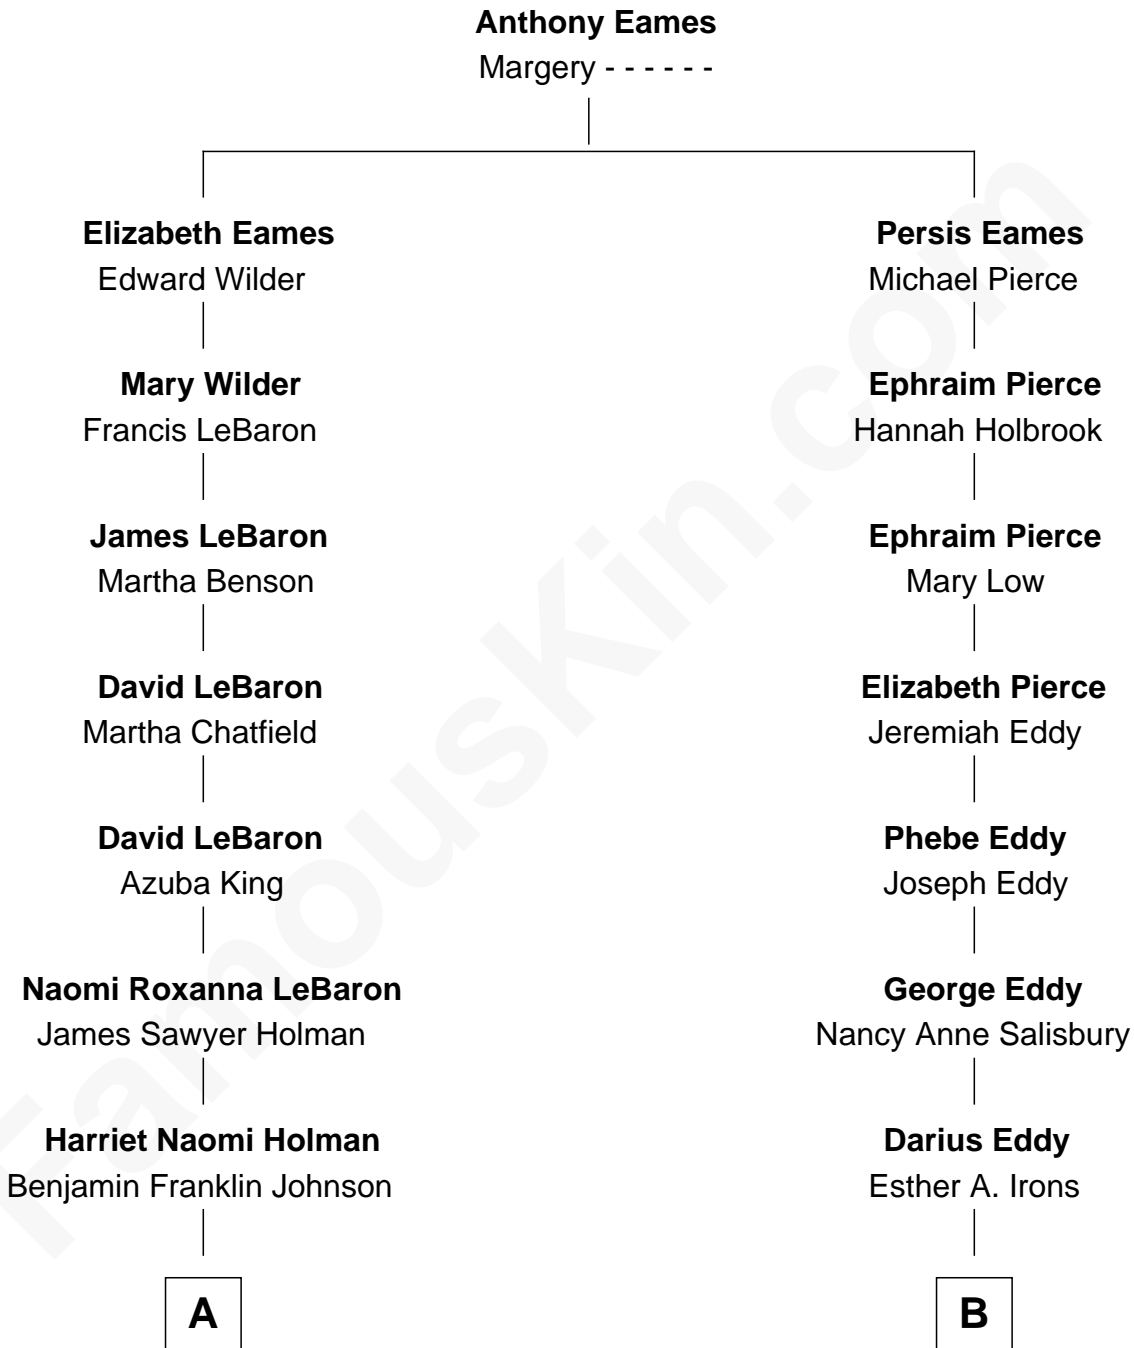 Anthony Eames
Margery - - - - - -
Elizabeth Eames
Edward Wilder
Persis Eames
Michael Pierce
Mary Wilder
Francis LeBaron
Ephraim Pierce
Hannah Holbrook
James LeBaron
Martha Benson
Ephraim Pierce
Mary Low
David LeBaron
Martha Chatfield
Elizabeth Pierce
Jeremiah Eddy
David LeBaron
Azuba King
Phebe Eddy
Joseph Eddy
Naomi Roxanna LeBaron
James Sawyer Holman
George Eddy
Nancy Anne Salisbury
Harriet Naomi Holman
Benjamin Franklin Johnson
Darius Eddy
Esther A. Irons
A
B
FamousKin.com